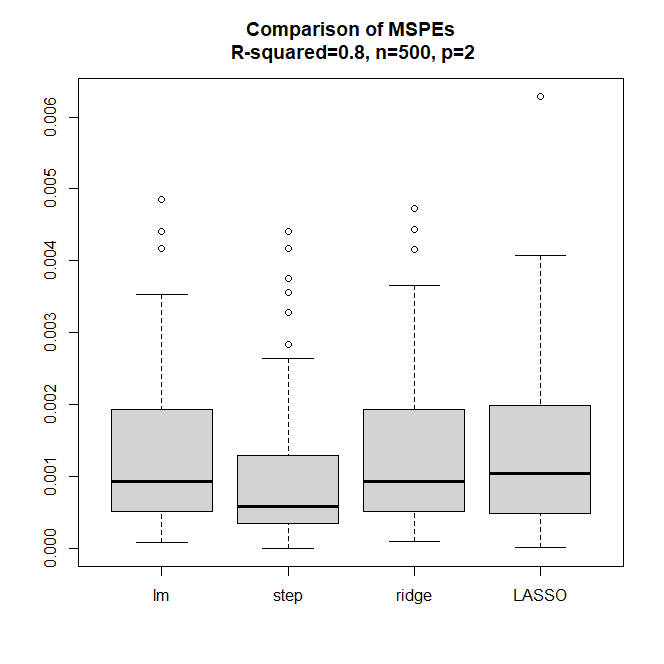 Comparison of MSPEs
R-squared=0.8, n=500, p=2
0.006
0.005
0.004
0.003
0.002
0.001
0.000
lm step ridge LASSO